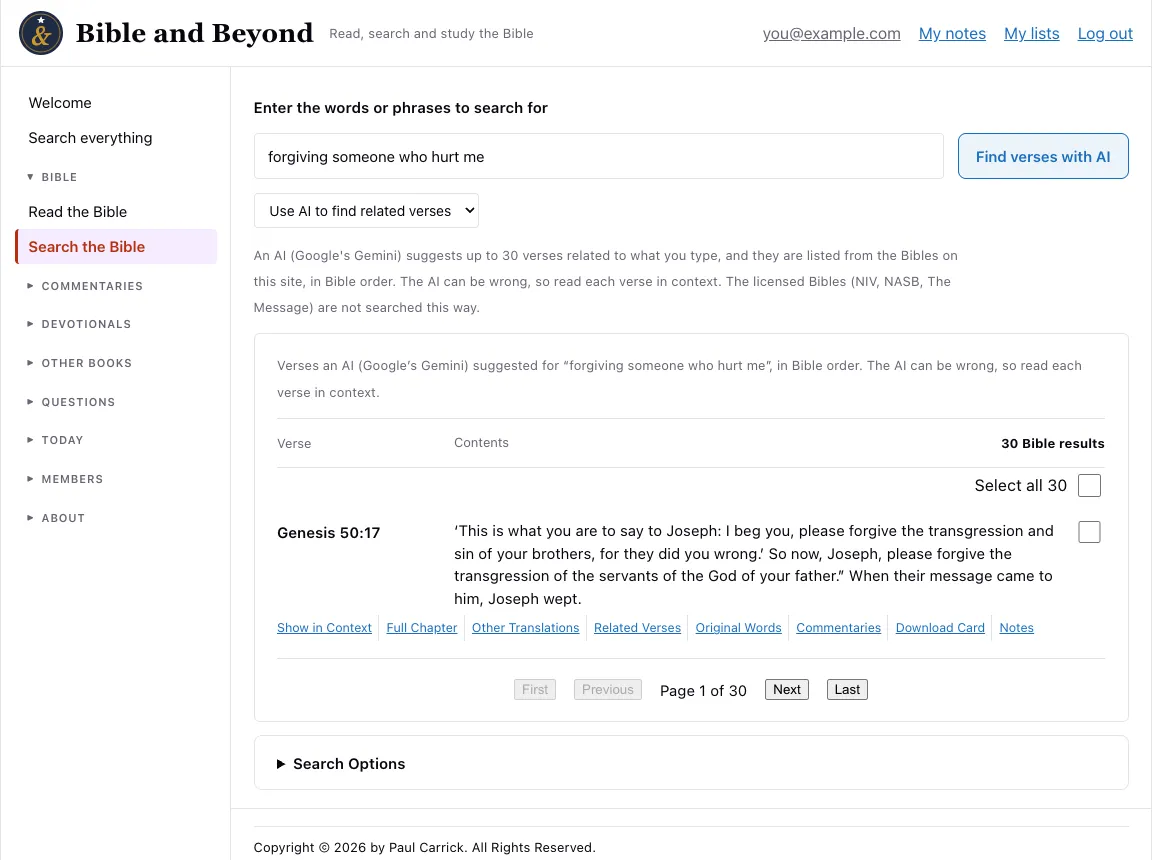 &
Bible and Beyond
Read, search and study the Bible
you@example.com
My notes
My lists
Log out
Welcome
Search everything
▾ BIBLE
Read the Bible
Search the Bible
▸ COMMENTARIES
▸ DEVOTIONALS
▸ OTHER BOOKS
▸ QUESTIONS
▸ TODAY
▸ MEMBERS
▸ ABOUT
Enter the words or phrases to search for
forgiving someone who hurt me
Find verses with AI
Use AI to find related verses
An AI (Google's Gemini) suggests up to 30 verses related to what you type, and they are listed from the Bibles on
this site, in Bible order. The AI can be wrong, so read each verse in context. The licensed Bibles (NIV, NASB, The
Message) are not searched this way.
Verses an AI (Google’s Gemini) suggested for “forgiving someone who hurt me”, in Bible order. The AI can be wrong, so read each
verse in context.
Verse Contents 30 Bible results
Select all 30
Genesis 50:17
‘This is what you are to say to Joseph: I beg you, please forgive the transgression and
sin of your brothers, for they did you wrong.’ So now, Joseph, please forgive the
transgression of the servants of the God of your father.” When their message came to
him, Joseph wept.
Show in Context Full Chapter Other Translations Related Verses Original Words Commentaries Download Card Notes
First Previous Page 1 of 30 Next Last
▶ Search Options
Copyright © 2026 by Paul Carrick. All Rights Reserved.